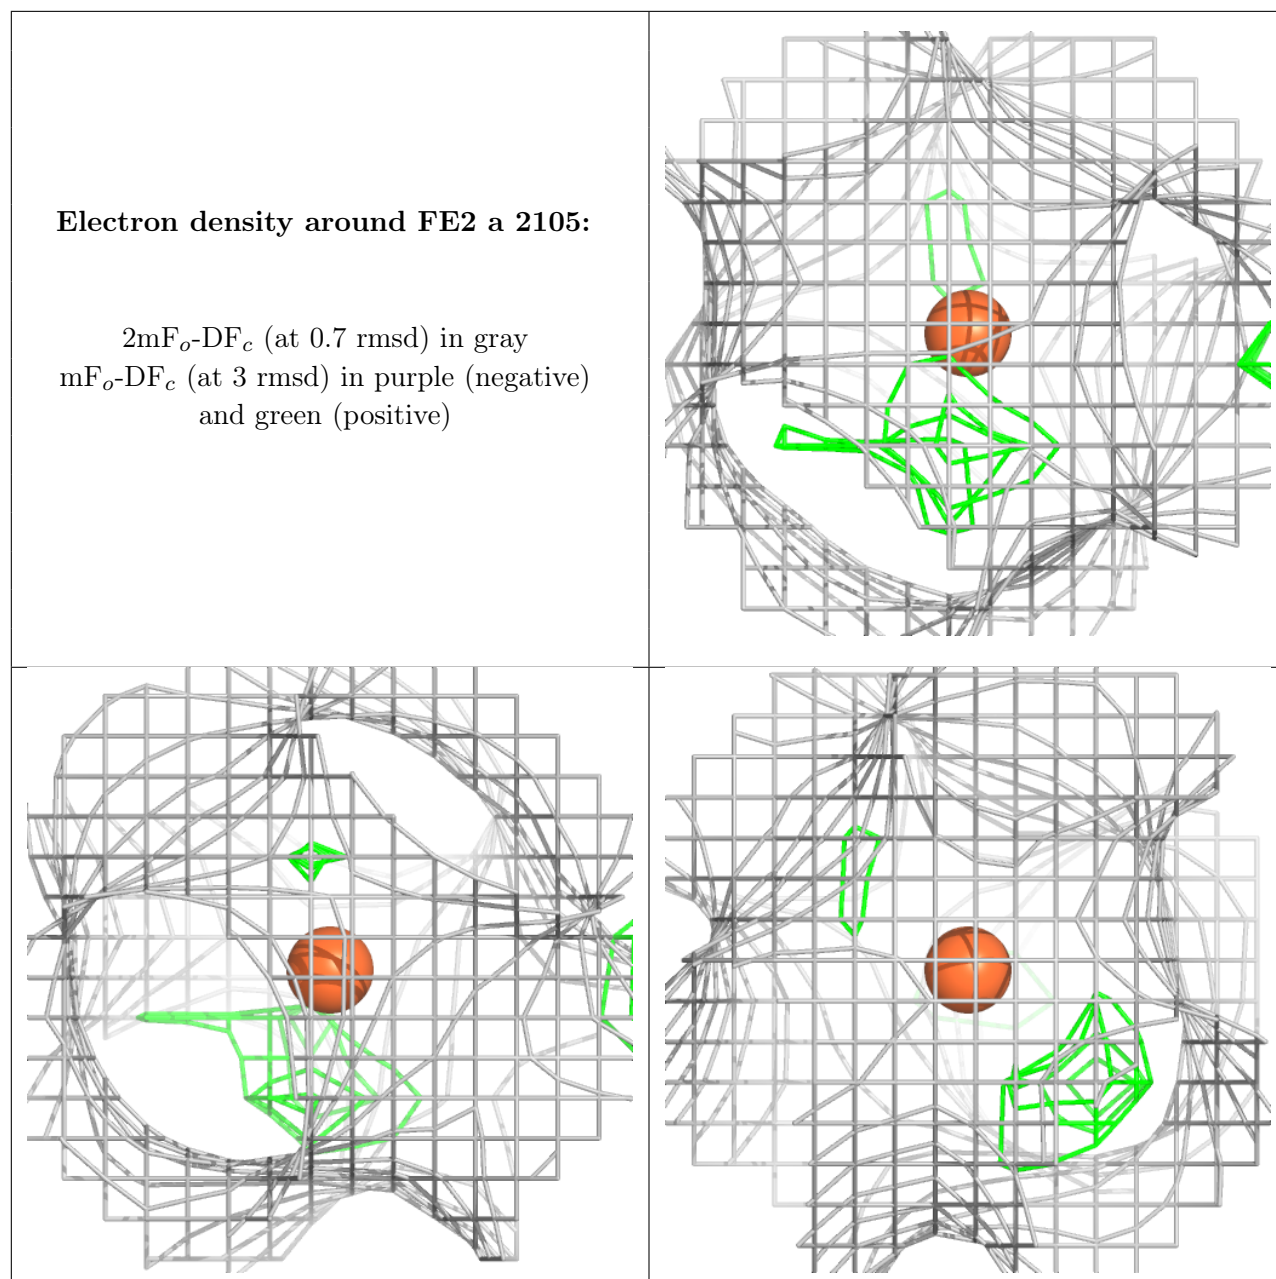 Electron density around FE2 a 2105:
2mFo-DFc (at 0.7 rmsd) in gray
mFo-DFc (at 3 rmsd) in purple (negative)
and green (positive)